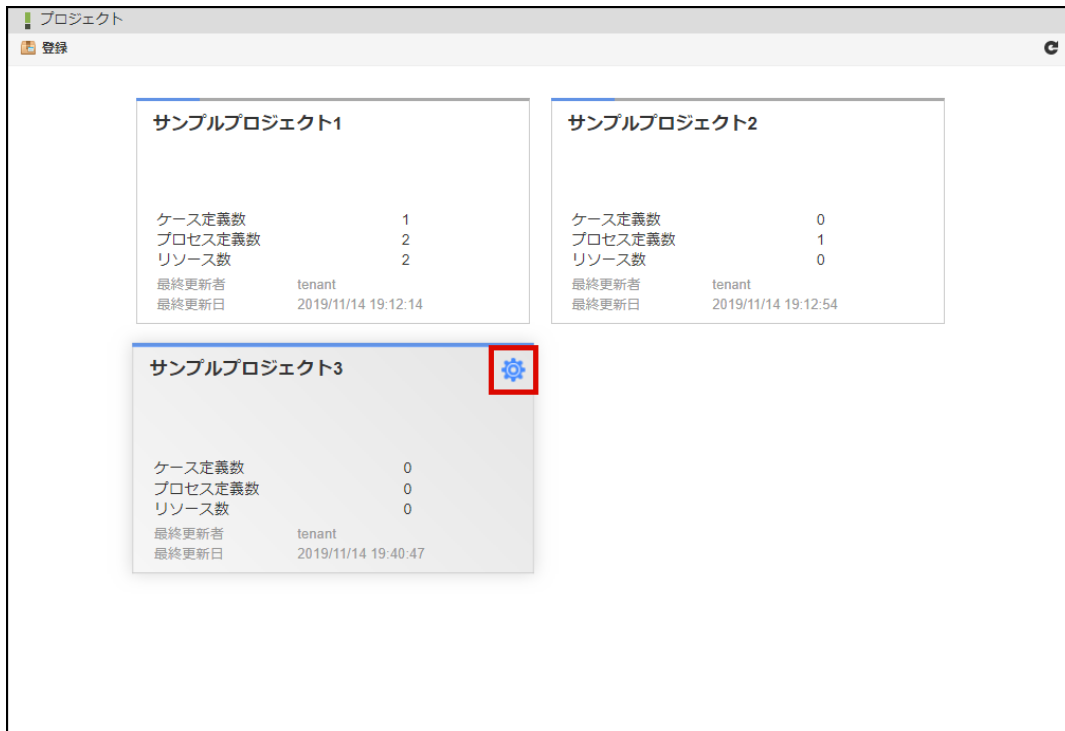 プロジェクト
登録
サンプルプロジェクト1
ケース定義数 1
プロセス定義数 2
リソース数 2
最終更新者 tenant
最終更新日 2019/11/14 19:12:14
サンプルプロジェクト2
ケース定義数 0
プロセス定義数 1
リソース数 0
最終更新者 tenant
最終更新日 2019/11/14 19:12:54
サンプルプロジェクト3
ケース定義数 0
プロセス定義数 0
リソース数 0
最終更新者 tenant
最終更新日 2019/11/14 19:40:47